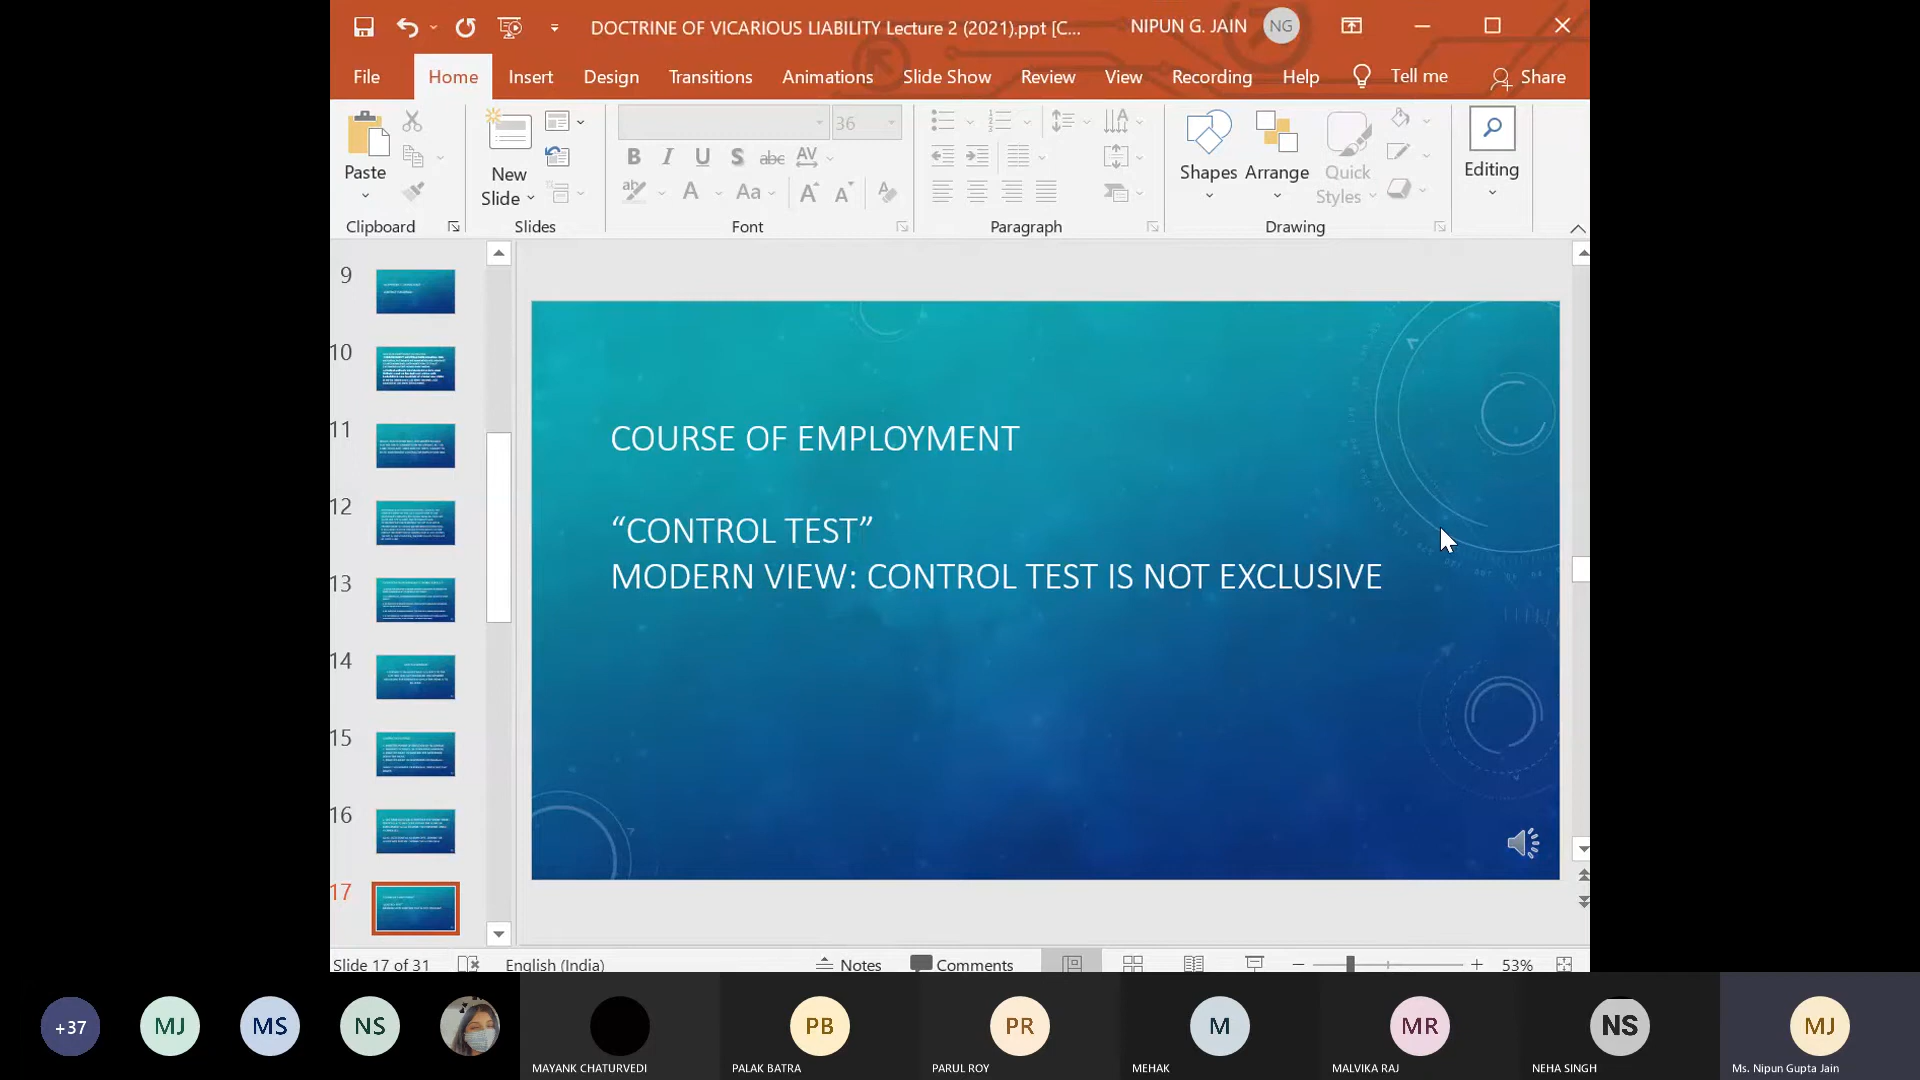 DOCTRINE OF VICARIOUS LIABILITY Lecture 2 (2021).ppt [C...
NIPUN G. JAIN
NG
File
Home
Insert
Design
Transitions
Animations
Slide Show
Review
View
Recording
Help
Tell me
Share
Paste
New
Slide
36
B I U S abc AV
A Aa A A
Shapes
Arrange
Quick
Styles
Editing
Clipboard
Slides
Font
Paragraph
Drawing
9
10
11
12
13
14
15
16
17
COURSE OF EMPLOYMENT
“CONTROL TEST”
MODERN VIEW: CONTROL TEST IS NOT EXCLUSIVE
Slide 17 of 31
English (India)
Notes
Comments
53%
+37
MJ
MS
NS
PB
PR
M
MR
NS
MJ
MAYANK CHATURVEDI
PALAK BATRA
PARUL ROY
MEHAK
MALVIKA RAJ
NEHA SINGH
Ms. Nipun Gupta Jain